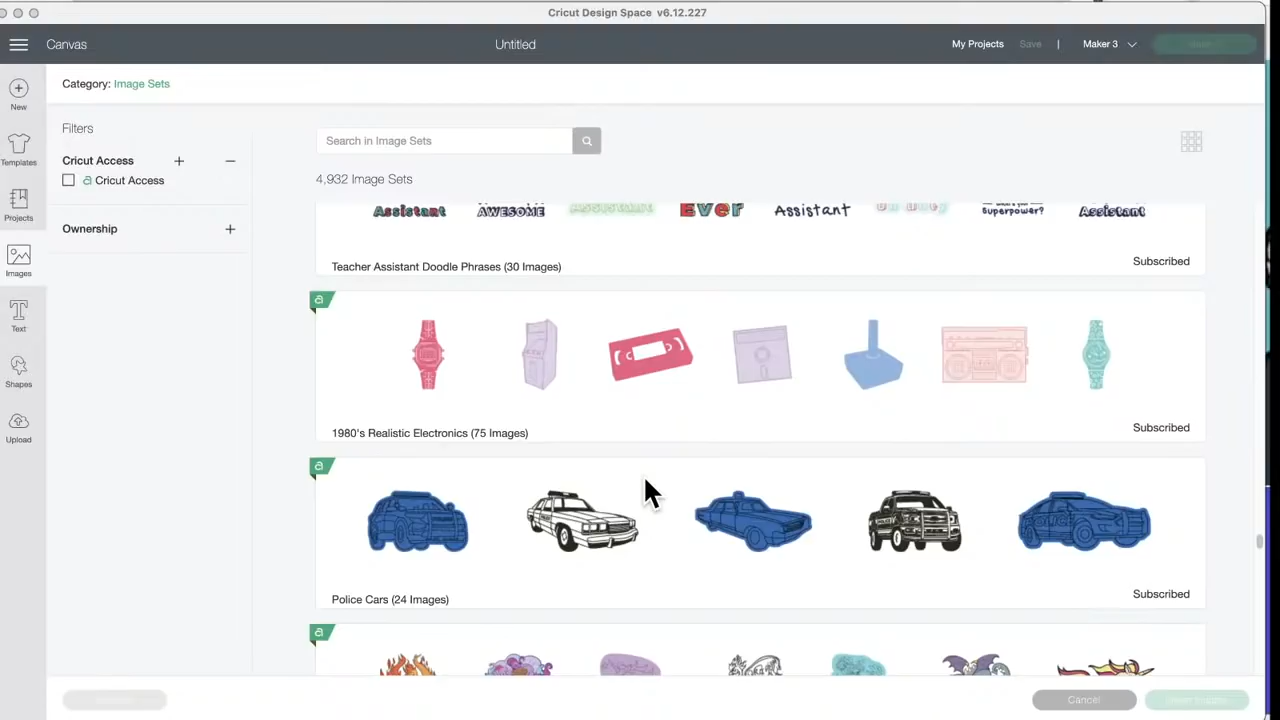 Cricut Design Space v6.12.227
Canvas
Untitled
My Projects
Save
|
Maker 3
New
Templates
Projects
Images
Text
Shapes
Upload
Category: Image Sets
Filters
Cricut Access + −
Cricut Access
Ownership +
Search in Image Sets
4,932 Image Sets
Assistant
AWESOME
Assistant
Ever
Assistant
On Duty
Superpower?
Assistant
Teacher Assistant Doodle Phrases (30 Images)
Subscribed
1980's Realistic Electronics (75 Images)
Subscribed
Police Cars (24 Images)
Subscribed
Cancel